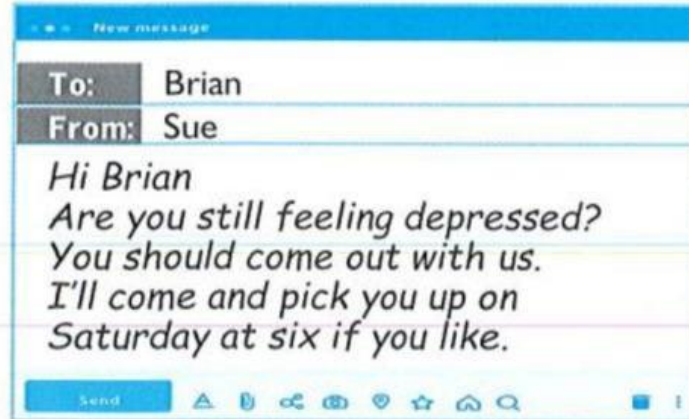 New message
To: Brian
From: Sue
Hi Brian
Are you still feeling depressed?
You should come out with us.
I'll come and pick you up on
Saturday at six if you like.
Send